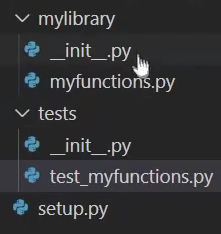 mylibrary
__init__.py
myfunctions.py
tests
__init__.py
test_myfunctions.py
setup.py